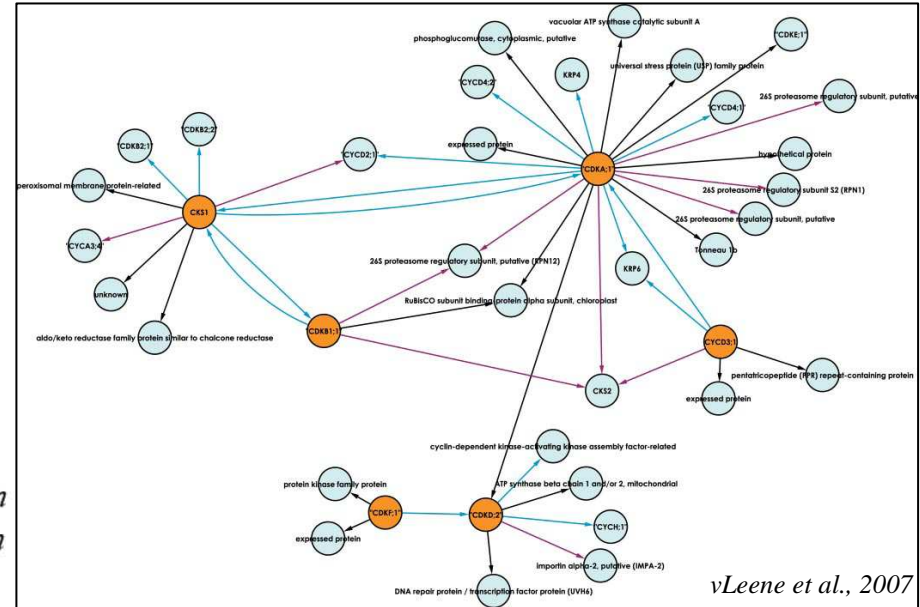 vacuolar ATP synthase catalytic subunit A
phosphoglucomutase, cytoplasmic, putative
"CDKE;1"
universal stress protein (USP) family protein
KRP4
"CYCD4;2"
26S proteasome regulatory subunit, putative
"CYCD4;1"
"CDKB2;2"
"CDKB2;1"
expressed protein
"CYCD2;1"
hypothetical protein
"CDKA;1"
peroxisomal membrane protein-related
26S proteasome regulatory subunit S2 (RPN1)
CKS1
26S proteasome regulatory subunit, putative
"CYCA3;4"
Tonneau 1b
26S proteasome regulatory subunit, putative (RPN12)
KRP6
unknown
RuBisCO subunit binding-protein alpha subunit, chloroplast
"CDKB1;1"
aldo/keto reductase family protein similar to chalcone reductase
CYCD3;1
pentatricopeptide (PPR) repeat-containing protein
CKS2
expressed protein
cyclin-dependent kinase-activating kinase assembly factor-related
protein kinase family protein
ATP synthase beta chain 1 and/or 2, mitochondrial
"CDKF;1"
"CDKD;2"
"CYCH;1"
expressed protein
importin alpha-2, putative (IMPA-2)
DNA repair protein / transcription factor protein (UVH6)
vLeene et al., 2007